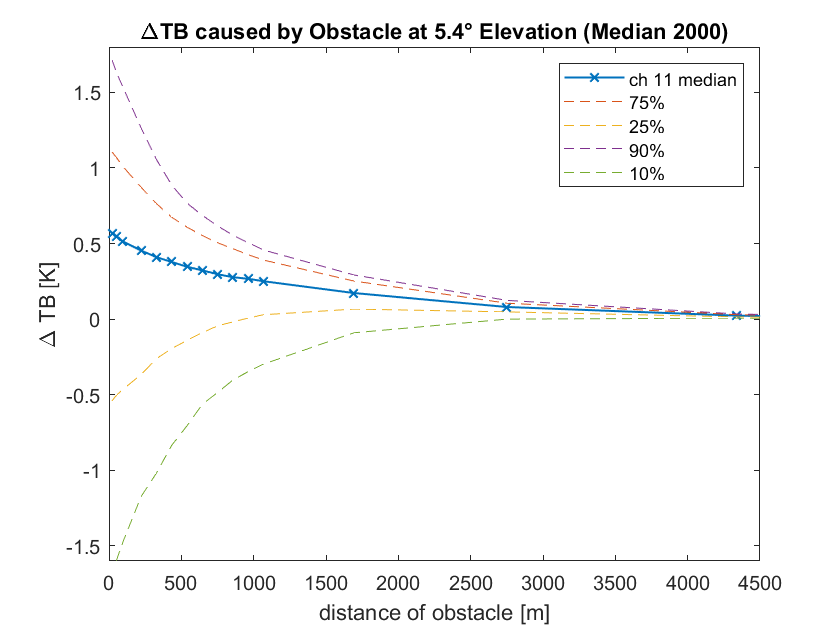 ΔTB caused by Obstacle at 5.4° Elevation (Median 2000)
ch 11 median
75%
25%
90%
10%
Δ TB [K]
1.5
1
0.5
0
-0.5
-1
-1.5
0 500 1000 1500 2000 2500 3000 3500 4000 4500
distance of obstacle [m]